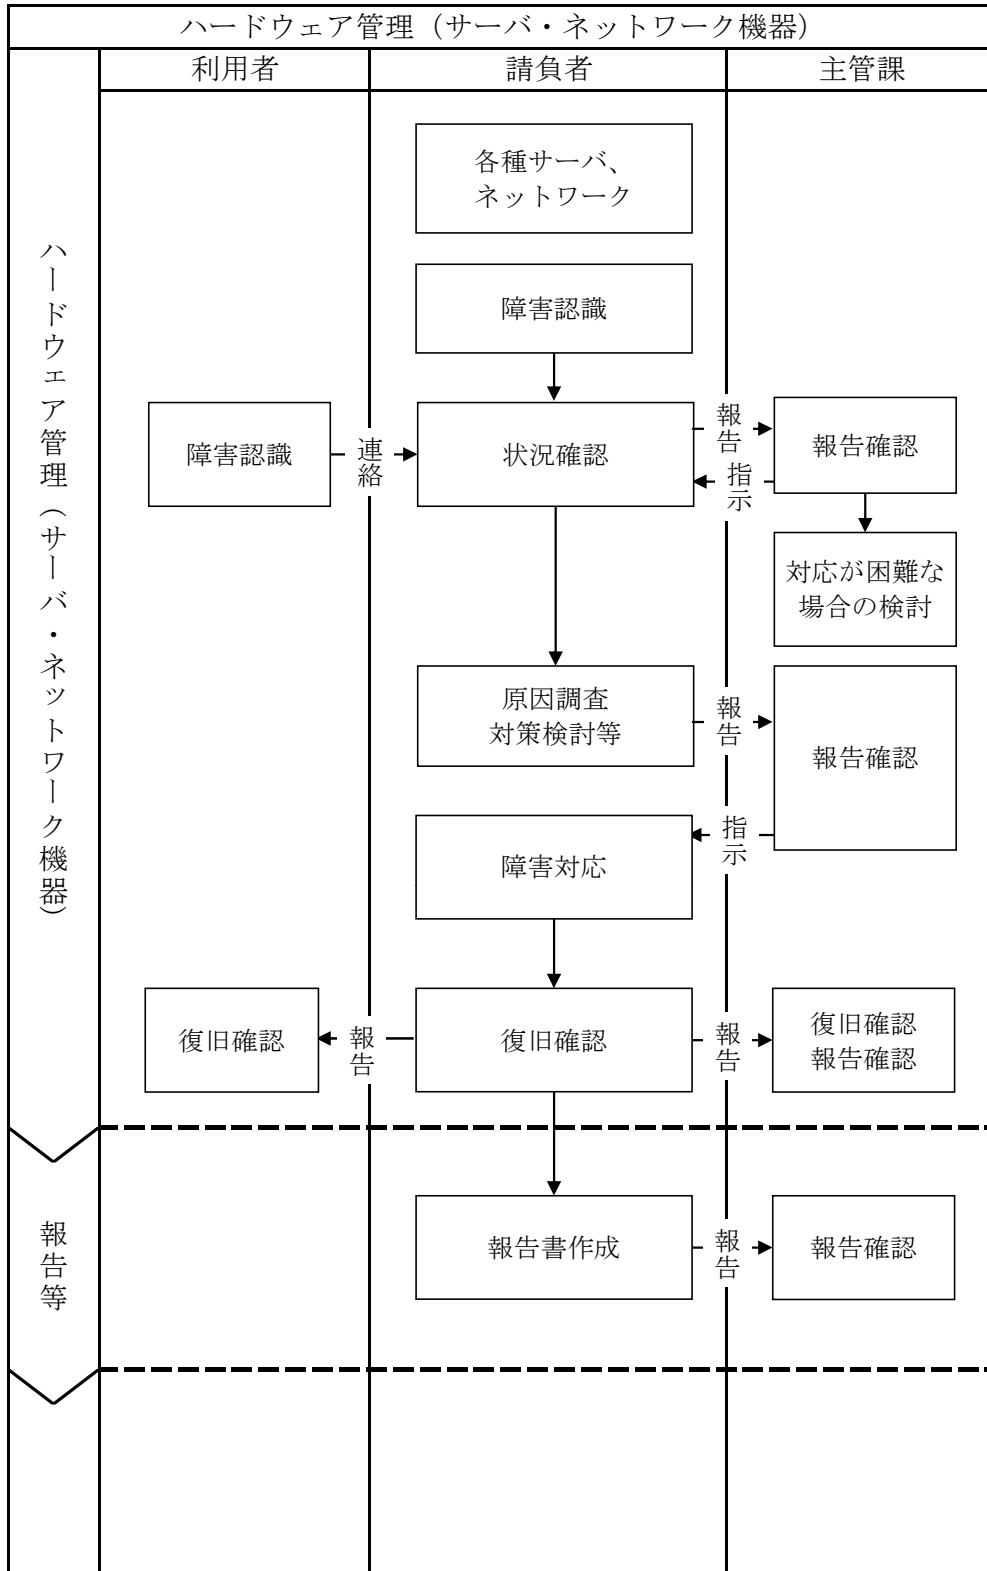 ハードウェア管理（サーバ・ネットワーク機器）
利用者
請負者
主管課
ハードウェア管理（サーバ・ネットワーク機器）
各種サーバ、
ネットワーク
障害認識
障害認識
連絡
状況確認
報告
指示
報告確認
対応が困難な
場合の検討
原因調査
対策検討等
報告
報告確認
指示
障害対応
復旧確認
報告
復旧確認
報告
復旧確認
報告確認
報告等
報告書作成
報告
報告確認